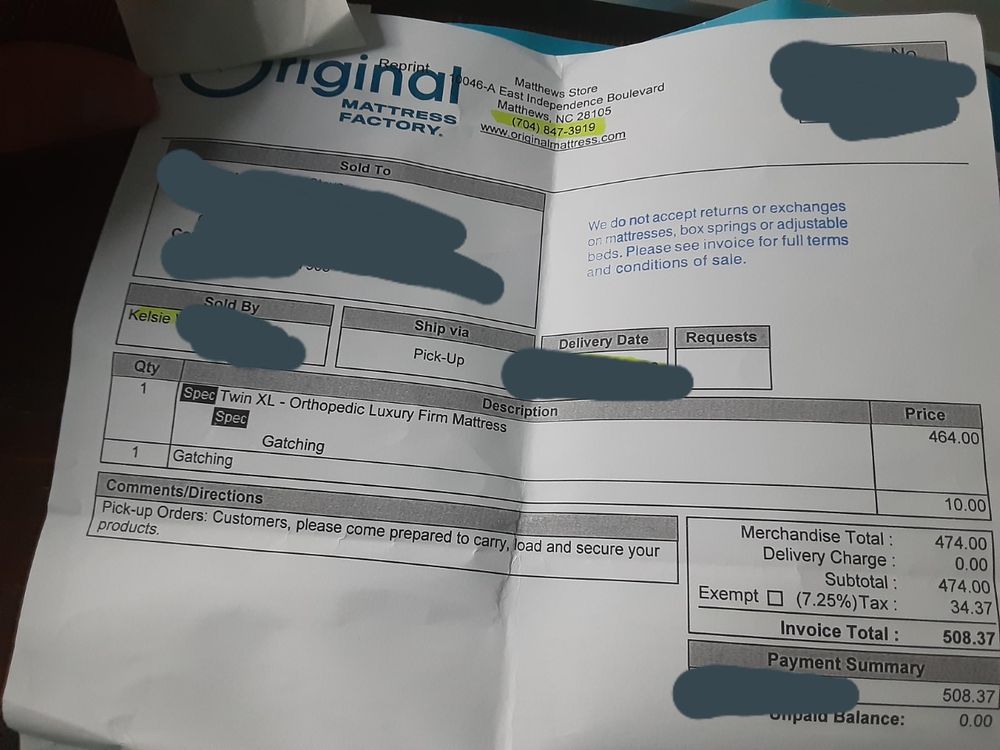 Original
MATTRESS
FACTORY.
Reprint
Matthews Store
10046-A East Independence Boulevard
Matthews, NC 28105
(704) 847-3919
www.originalmattress.com
No
Sold To
We do not accept returns or exchanges
on mattresses, box springs or adjustable
beds. Please see invoice for full terms
and conditions of sale.
Sold By
Kelsie
Ship via
Pick-Up
Delivery Date
Requests
Qty Description Price
1 Spec Twin XL - Orthopedic Luxury Firm Mattress 464.00
Spec
Gatching
1 Gatching 10.00
Comments/Directions
Pick-up Orders: Customers, please come prepared to carry, load and secure your
products.
Merchandise Total : 474.00
Delivery Charge : 0.00
Subtotal : 474.00
Exempt (7.25%) Tax : 34.37
Invoice Total : 508.37
Payment Summary
508.37
Unpaid Balance: 0.00